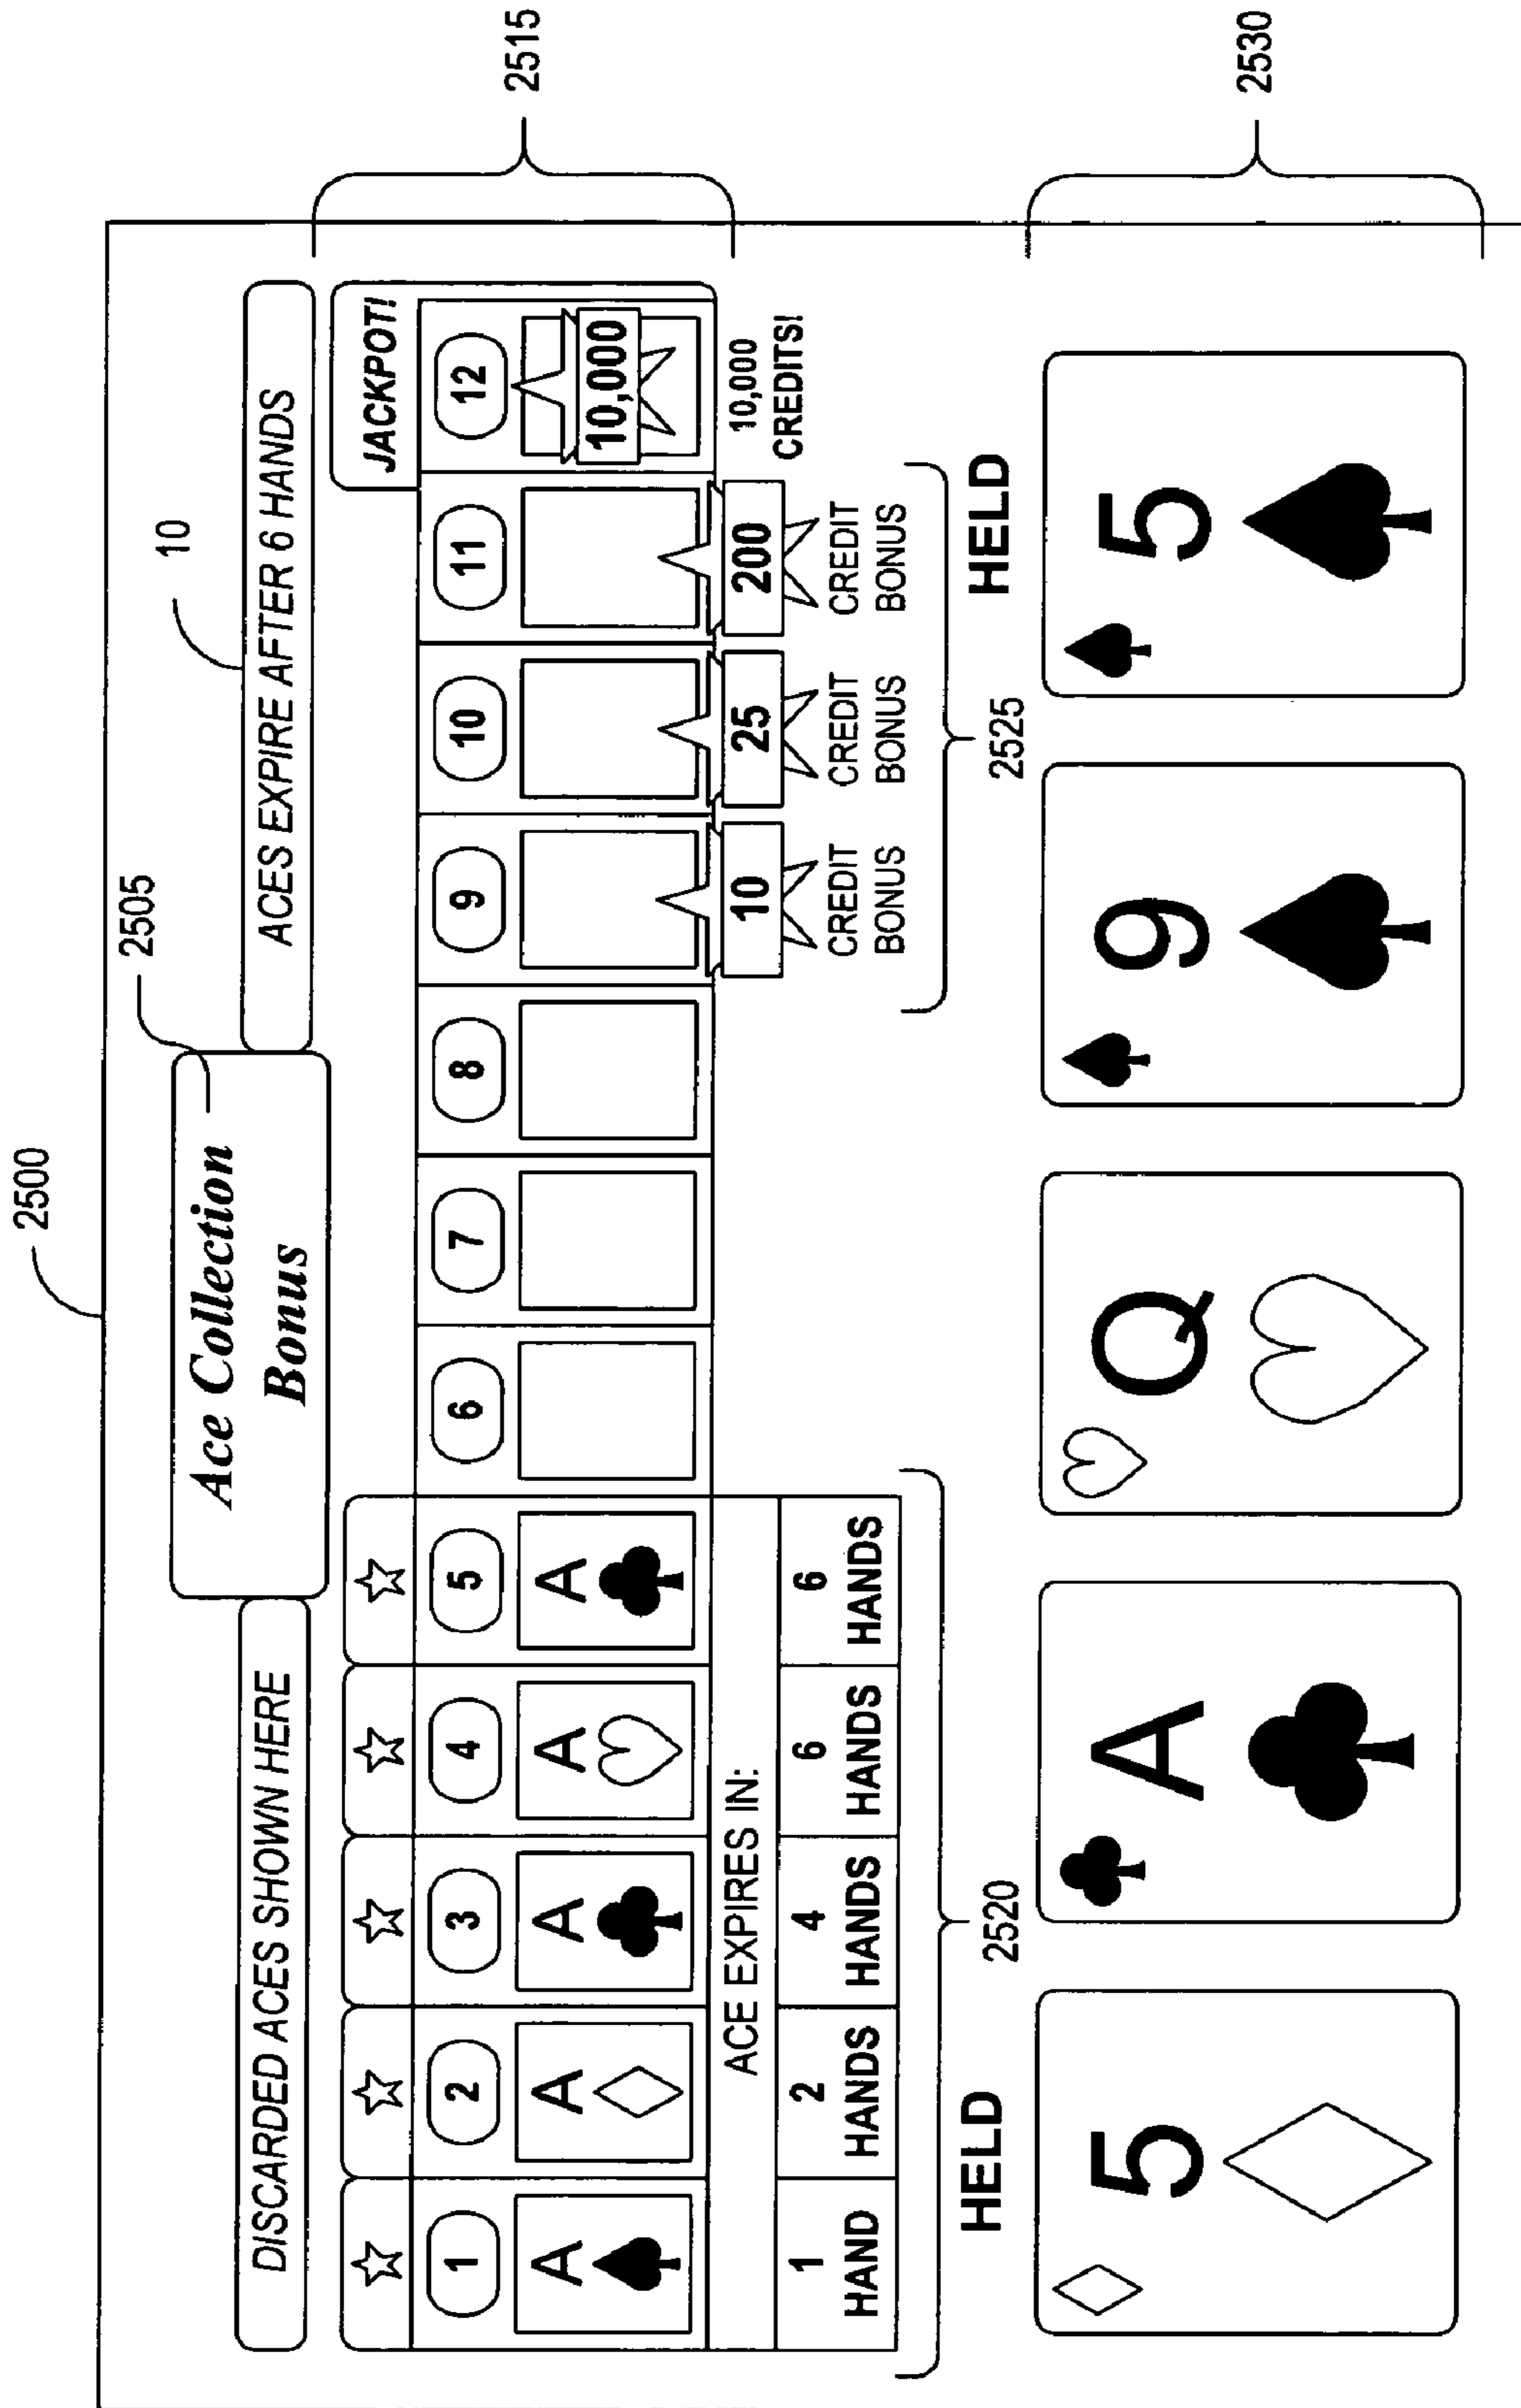 2500
2505
Ace Collection
Bonus
10
DISCARDED ACES SHOWN HERE
ACES EXPIRE AFTER 6 HANDS
JACKPOT!
1 2 3 4 5 6 7 8 9 10 11 12
A A A A A
10,000
2515
ACE EXPIRES IN:
10 25 200
10,000
CREDITS!
1
HAND
2
HANDS
4
HANDS
6
HANDS
6
HANDS
CREDIT
BONUS
CREDIT
BONUS
CREDIT
BONUS
2520
2525
HELD
HELD
5 A Q 9 5
2530